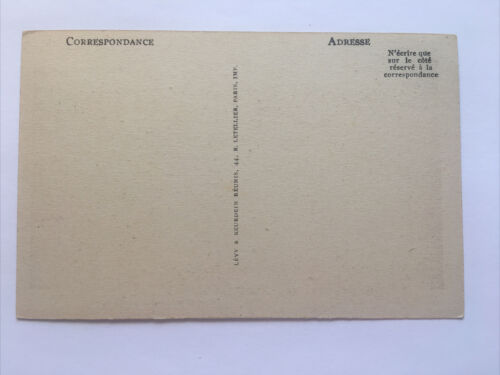 CORRESPONDANCE
ADRESSE
N'écrire que
sur le côté
réservé à la
correspondance
LÉVY & NEURDEIN RÉUNIS, 44, R. LETELLIER, PARIS, IMP.